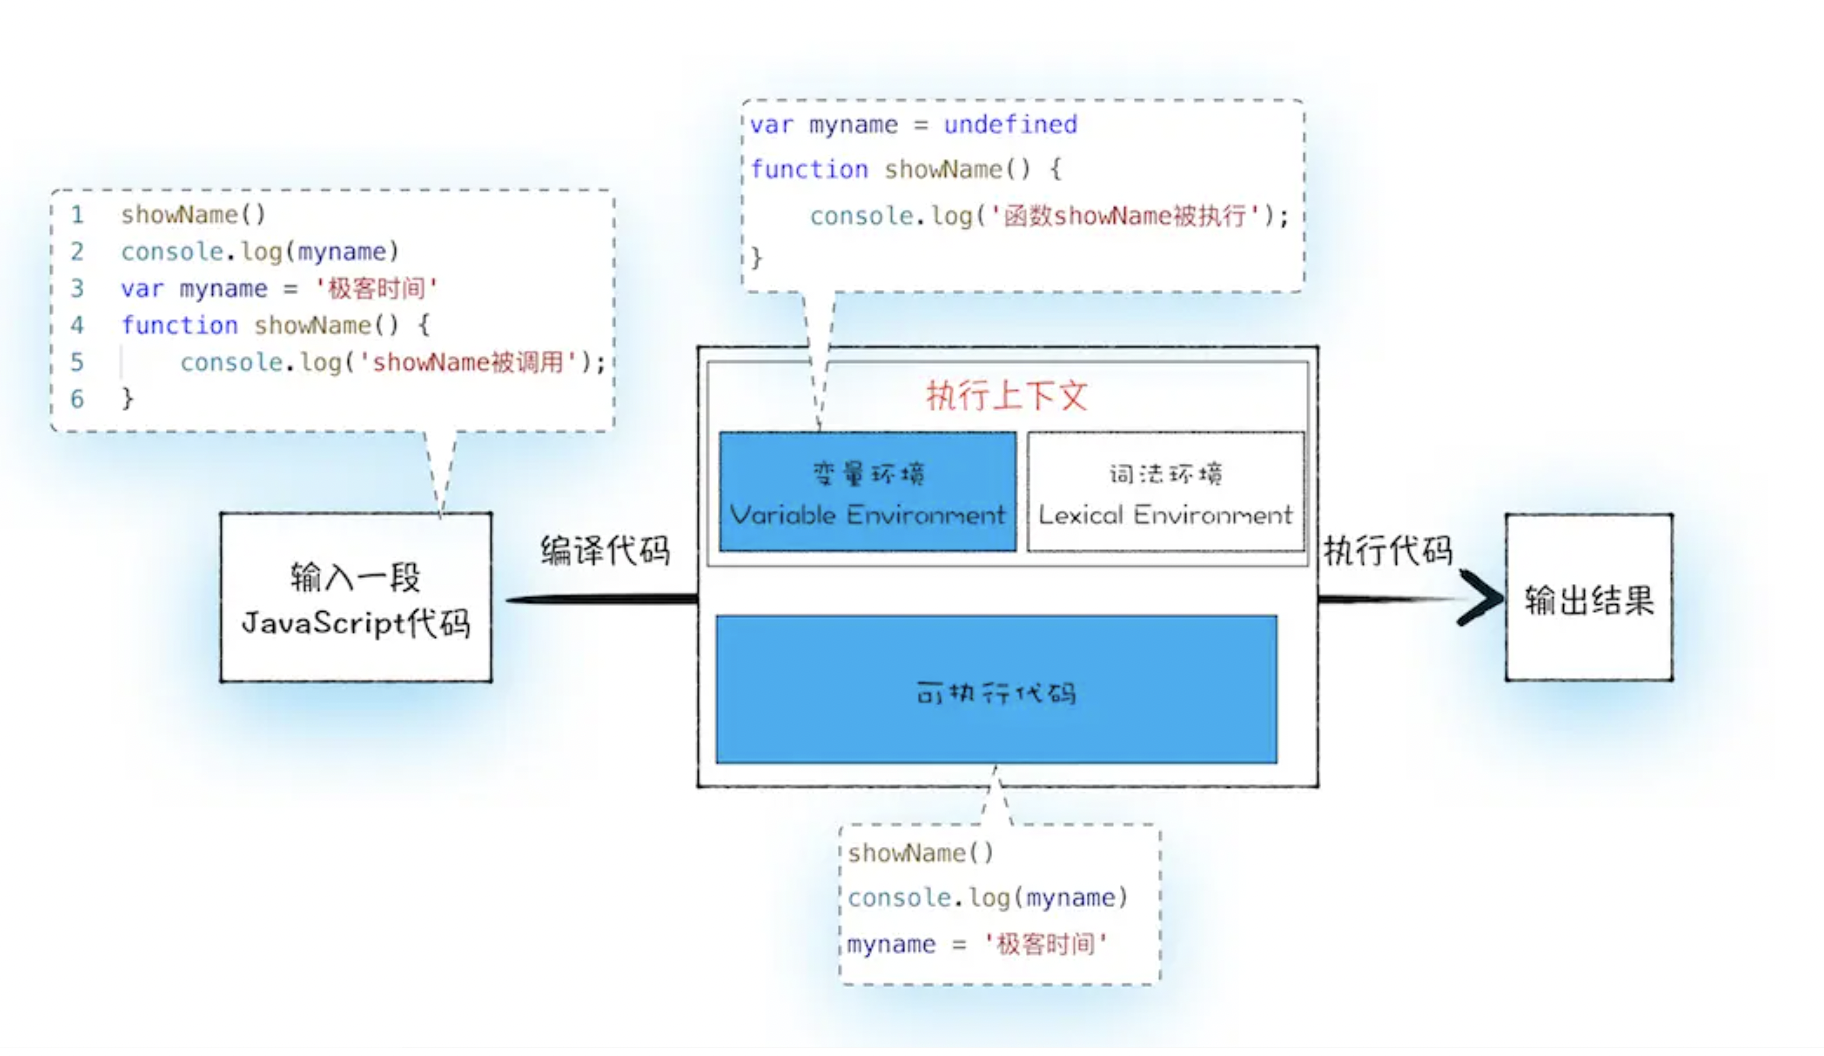 var myname = undefined
function showName() {
console.log('函数showName被执行');
}
1 showName()
2 console.log(myname)
3 var myname = '极客时间'
4 function showName() {
5 console.log('showName被调用');
6 }
执行上下文
变量环境
Variable Environment
词法环境
Lexical Environment
输入一段
JavaScript代码
编译代码
执行代码
输出结果
可执行代码
showName()
console.log(myname)
myname = '极客时间'